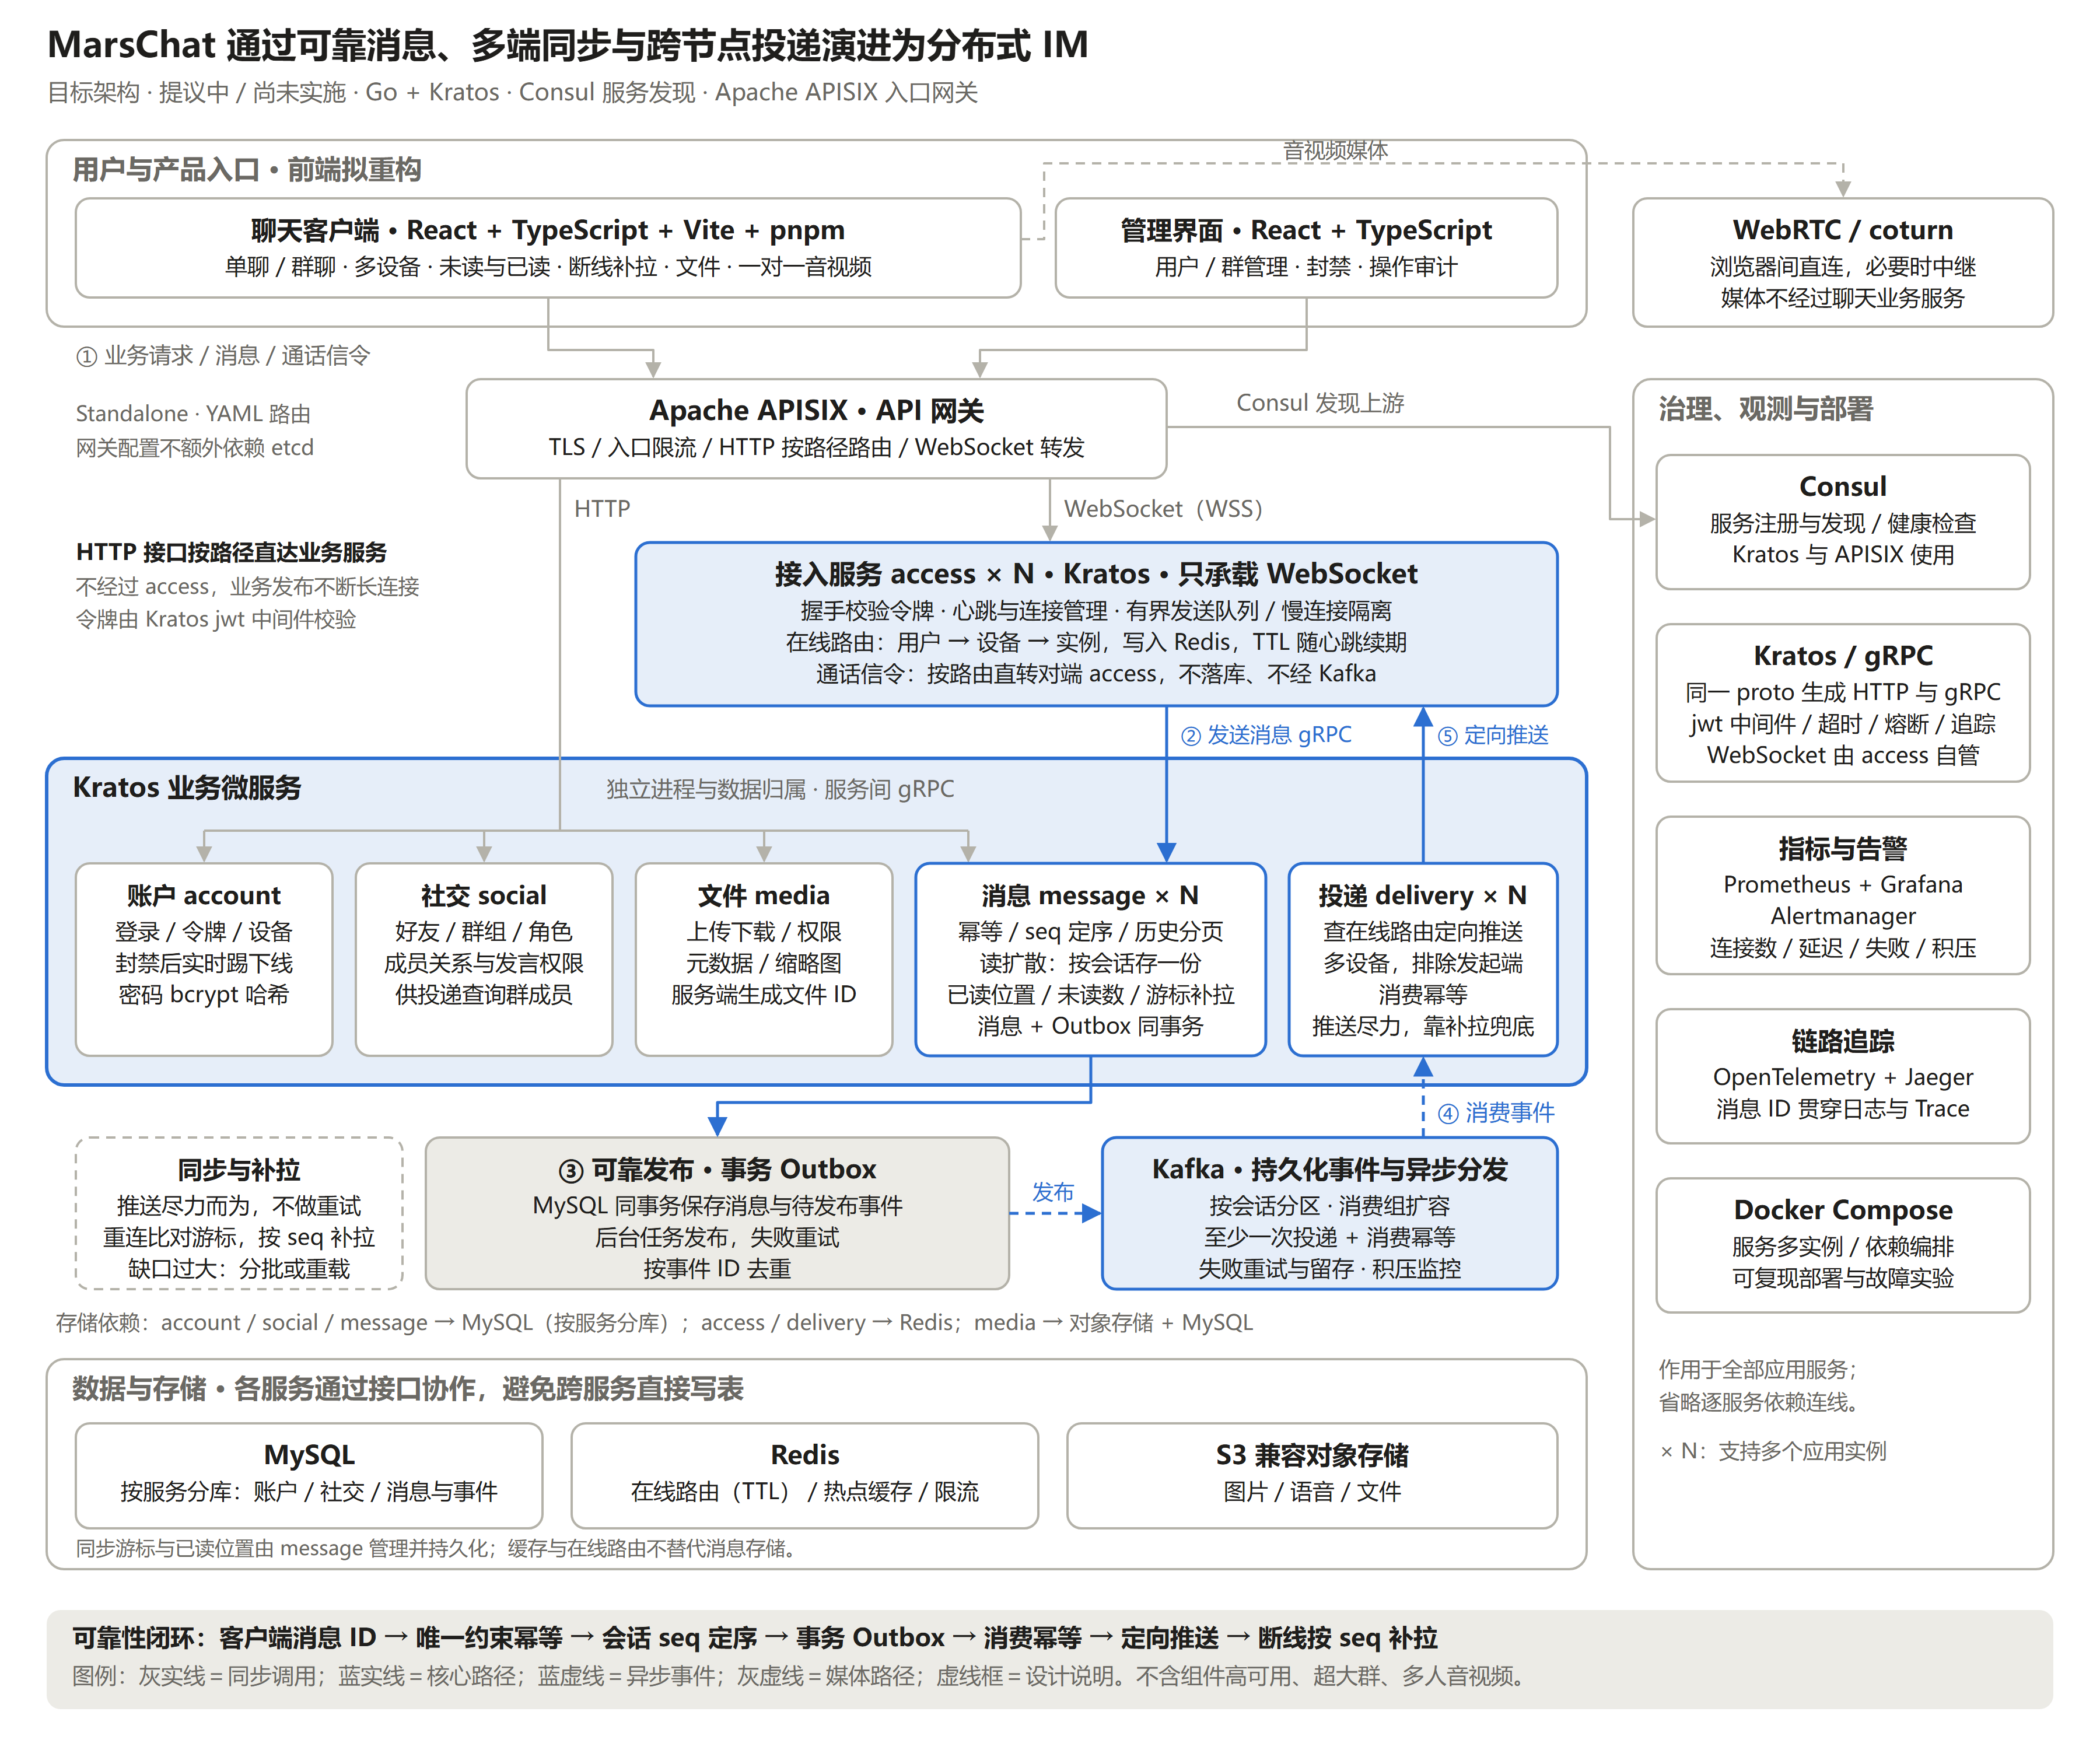 MarsChat 通过可靠消息、多端同步与跨节点投递演进为分布式 IM
目标架构 · 提议中 / 尚未实施 · Go + Kratos · Consul 服务发现 · Apache APISIX 入口网关
用户与产品入口 · 前端拟重构
音视频媒体
聊天客户端 · React + TypeScript + Vite + pnpm
单聊 / 群聊 · 多设备 · 未读与已读 · 断线补拉 · 文件 · 一对一音视频
管理界面 · React + TypeScript
用户 / 群管理 · 封禁 · 操作审计
WebRTC / coturn
浏览器间直连，必要时中继
媒体不经过聊天业务服务
① 业务请求 / 消息 / 通话信令
Standalone · YAML 路由
网关配置不额外依赖 etcd
Apache APISIX · API 网关
TLS / 入口限流 / HTTP 按路径路由 / WebSocket 转发
Consul 发现上游
HTTP
WebSocket（WSS）
HTTP 接口按路径直达业务服务
不经过 access，业务发布不断长连接
令牌由 Kratos jwt 中间件校验
接入服务 access × N · Kratos · 只承载 WebSocket
握手校验令牌 · 心跳与连接管理 · 有界发送队列 / 慢连接隔离
在线路由：用户 → 设备 → 实例，写入 Redis，TTL 随心跳续期
通话信令：按路由直转对端 access，不落库、不经 Kafka
② 发送消息 gRPC
⑤ 定向推送
Kratos 业务微服务
独立进程与数据归属 · 服务间 gRPC
账户 account
登录 / 令牌 / 设备
封禁后实时踢下线
密码 bcrypt 哈希
社交 social
好友 / 群组 / 角色
成员关系与发言权限
供投递查询群成员
文件 media
上传下载 / 权限
元数据 / 缩略图
服务端生成文件 ID
消息 message × N
幂等 / seq 定序 / 历史分页
读扩散：按会话存一份
已读位置 / 未读数 / 游标补拉
消息 + Outbox 同事务
投递 delivery × N
查在线路由定向推送
多设备，排除发起端
消费幂等
推送尽力，靠补拉兜底
④ 消费事件
同步与补拉
推送尽力而为，不做重试
重连比对游标，按 seq 补拉
缺口过大：分批或重载
③ 可靠发布 · 事务 Outbox
MySQL 同事务保存消息与待发布事件
后台任务发布，失败重试
按事件 ID 去重
发布
Kafka · 持久化事件与异步分发
按会话分区 · 消费组扩容
至少一次投递 + 消费幂等
失败重试与留存 · 积压监控
存储依赖：account / social / message → MySQL（按服务分库）；access / delivery → Redis；media → 对象存储 + MySQL
数据与存储 · 各服务通过接口协作，避免跨服务直接写表
MySQL
按服务分库：账户 / 社交 / 消息与事件
Redis
在线路由（TTL） / 热点缓存 / 限流
S3 兼容对象存储
图片 / 语音 / 文件
同步游标与已读位置由 message 管理并持久化；缓存与在线路由不替代消息存储。
治理、观测与部署
Consul
服务注册与发现 / 健康检查
Kratos 与 APISIX 使用
Kratos / gRPC
同一 proto 生成 HTTP 与 gRPC
jwt 中间件 / 超时 / 熔断 / 追踪
WebSocket 由 access 自管
指标与告警
Prometheus + Grafana
Alertmanager
连接数 / 延迟 / 失败 / 积压
链路追踪
OpenTelemetry + Jaeger
消息 ID 贯穿日志与 Trace
Docker Compose
服务多实例 / 依赖编排
可复现部署与故障实验
作用于全部应用服务；
省略逐服务依赖连线。
× N：支持多个应用实例
可靠性闭环：客户端消息 ID → 唯一约束幂等 → 会话 seq 定序 → 事务 Outbox → 消费幂等 → 定向推送 → 断线按 seq 补拉
图例：灰实线 = 同步调用；蓝实线 = 核心路径；蓝虚线 = 异步事件；灰虚线 = 媒体路径；虚线框 = 设计说明。不含组件高可用、超大群、多人音视频。